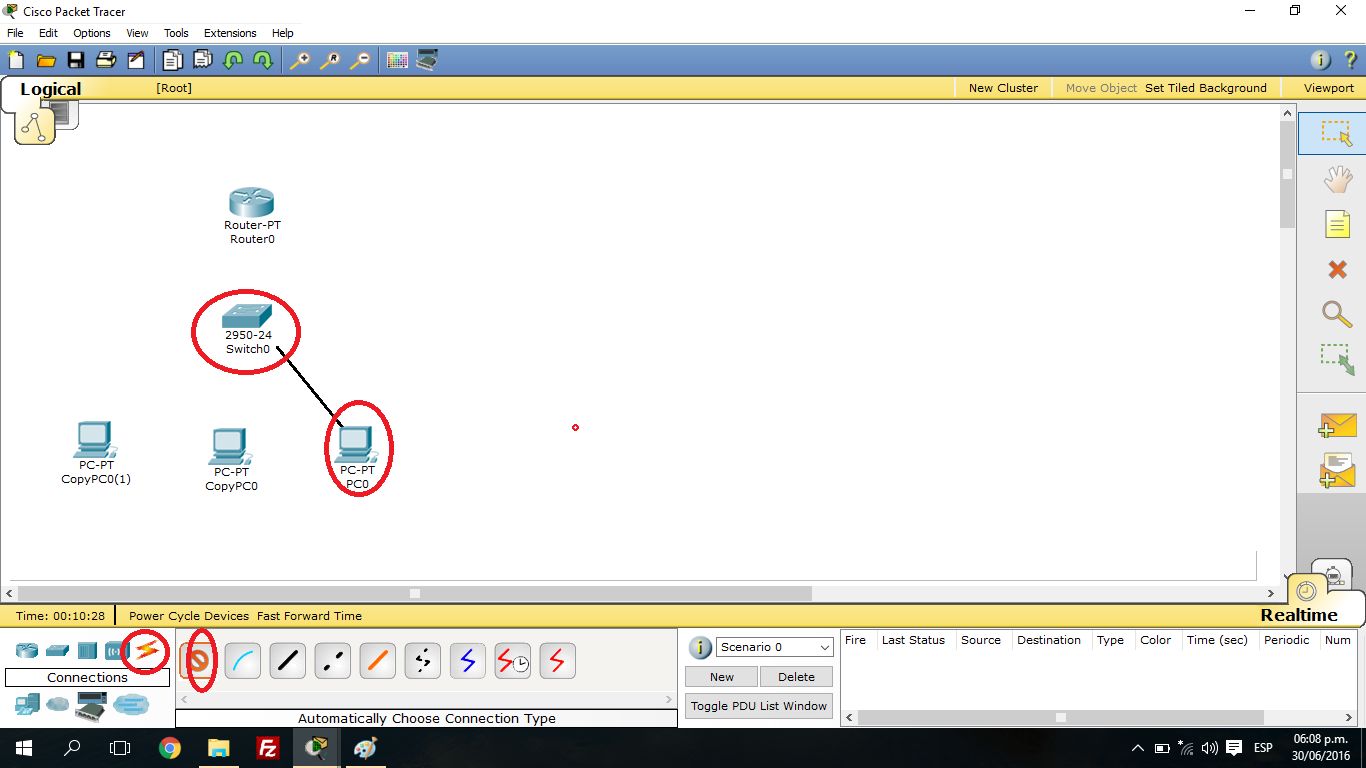 Cisco Packet Tracer
File Edit Options View Tools Extensions Help
Logical [Root] New Cluster Move Object Set Tiled Background Viewport
Router-PT
Router0
2950-24
Switch0
PC-PT
CopyPC0(1)
PC-PT
CopyPC0
PC-PT
PC0
Time: 00:10:28 Power Cycle Devices Fast Forward Time Realtime
Connections
Automatically Choose Connection Type
Scenario 0
New Delete
Toggle PDU List Window
Fire Last Status Source Destination Type Color Time (sec) Periodic Num
ESP
06:08 p.m.
30/06/2016